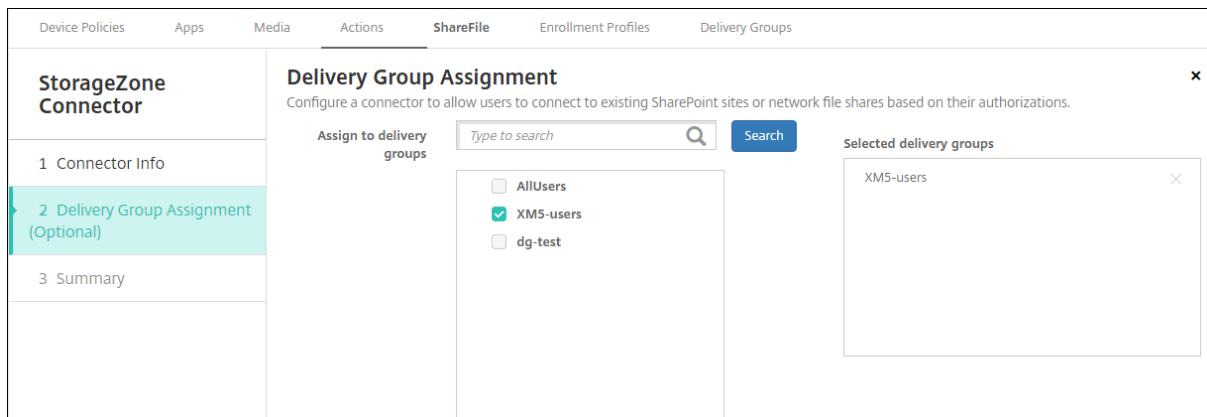 Device Policies Apps Media Actions ShareFile Enrollment Profiles Delivery Groups
StorageZone
Connector
1 Connector Info
2 Delivery Group Assignment
(Optional)
3 Summary
Delivery Group Assignment
Configure a connector to allow users to connect to existing SharePoint sites or network file shares based on their authorizations.
Assign to delivery
groups
Type to search
Search
AllUsers
XM5-users
dg-test
Selected delivery groups
XM5-users